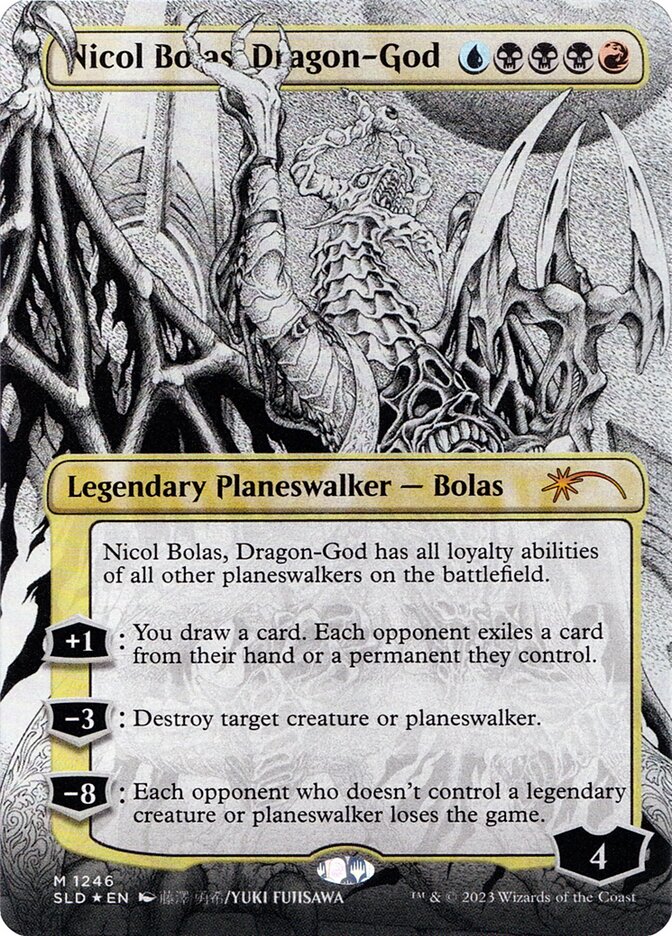 Nicol Bolas, Dragon-God
Legendary Planeswalker — Bolas
Nicol Bolas, Dragon-God has all loyalty abilities
of all other planeswalkers on the battlefield.
+1 : You draw a card. Each opponent exiles a card
from their hand or a permanent they control.
−3 : Destroy target creature or planeswalker.
−8 : Each opponent who doesn't control a legendary
creature or planeswalker loses the game.
4
M 1246
SLD ★ EN 藤澤 勇希/YUKI FUJISAWA
™ & © 2023 Wizards of the Coast